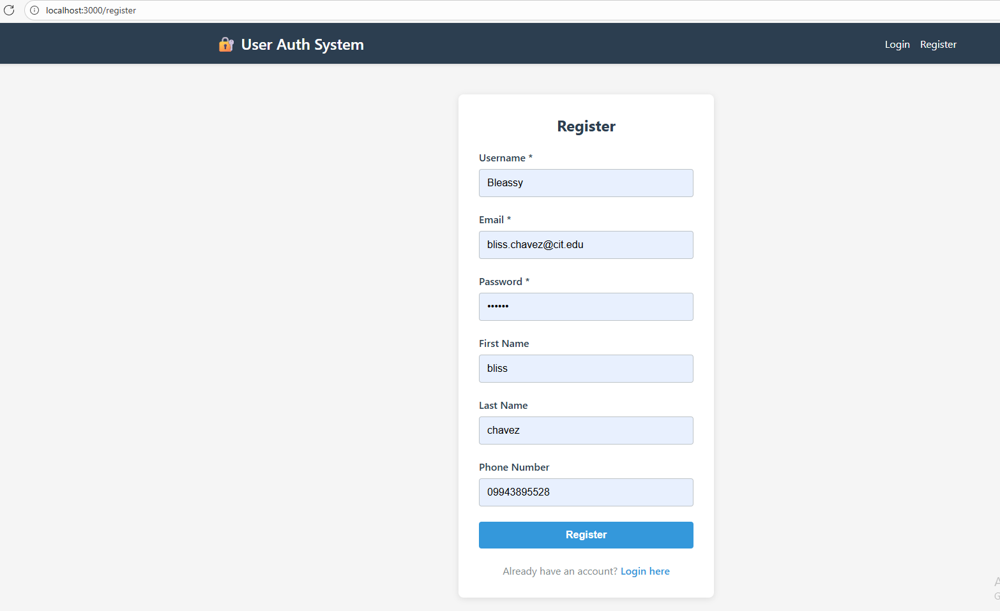 localhost:3000/register
🔐 User Auth System
Login Register
Register
Username *
Bleassy
Email *
bliss.chavez@cit.edu
Password *
••••••
First Name
bliss
Last Name
chavez
Phone Number
09943895528
Register
Already have an account? Login here